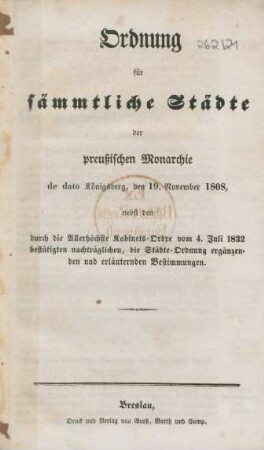 Ordnung
262/21
für
sämmtliche Städte
der
preußischen Monarchie
de dato Königsberg, den 19. November 1808,
nebst den
durch die Allerhöchste Kabinets-Ordre vom 4. Juli 1832
bestätigten nachträglichen, die Städte-Ordnung ergänzen-
den und erläuternden Bestimmungen.
Breslau,
Druck und Verlag von Graß, Barth und Comp.